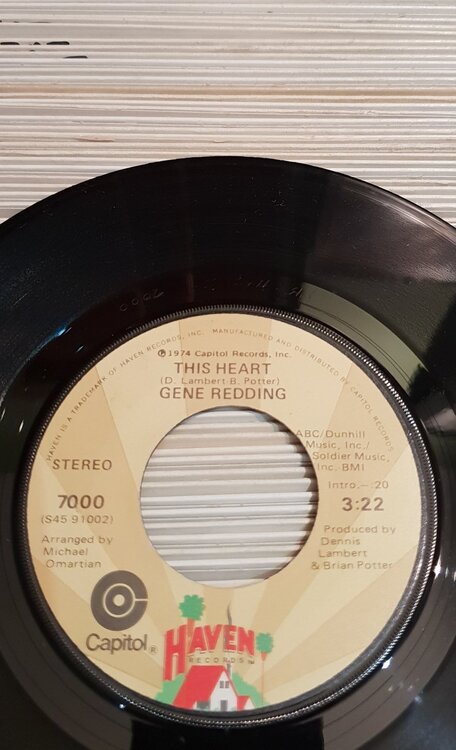 HAVEN IS A TRADEMARK OF HAVEN RECORDS, INC. MANUFACTURED AND DISTRIBUTED BY CAPITOL RECORDS
℗1974 Capitol Records, Inc.
THIS HEART
(D. Lambert-B. Potter)
GENE REDDING
STEREO
7000
(S45 91002)
Arranged by
Michael
Omartian
ABC/Dunhill
Music, Inc./
Soldier Music,
Inc. BMI
Intro.-:20
3:22
Produced by
Dennis
Lambert
& Brian Potter
Capitol®
HAVEN
RECORDS™